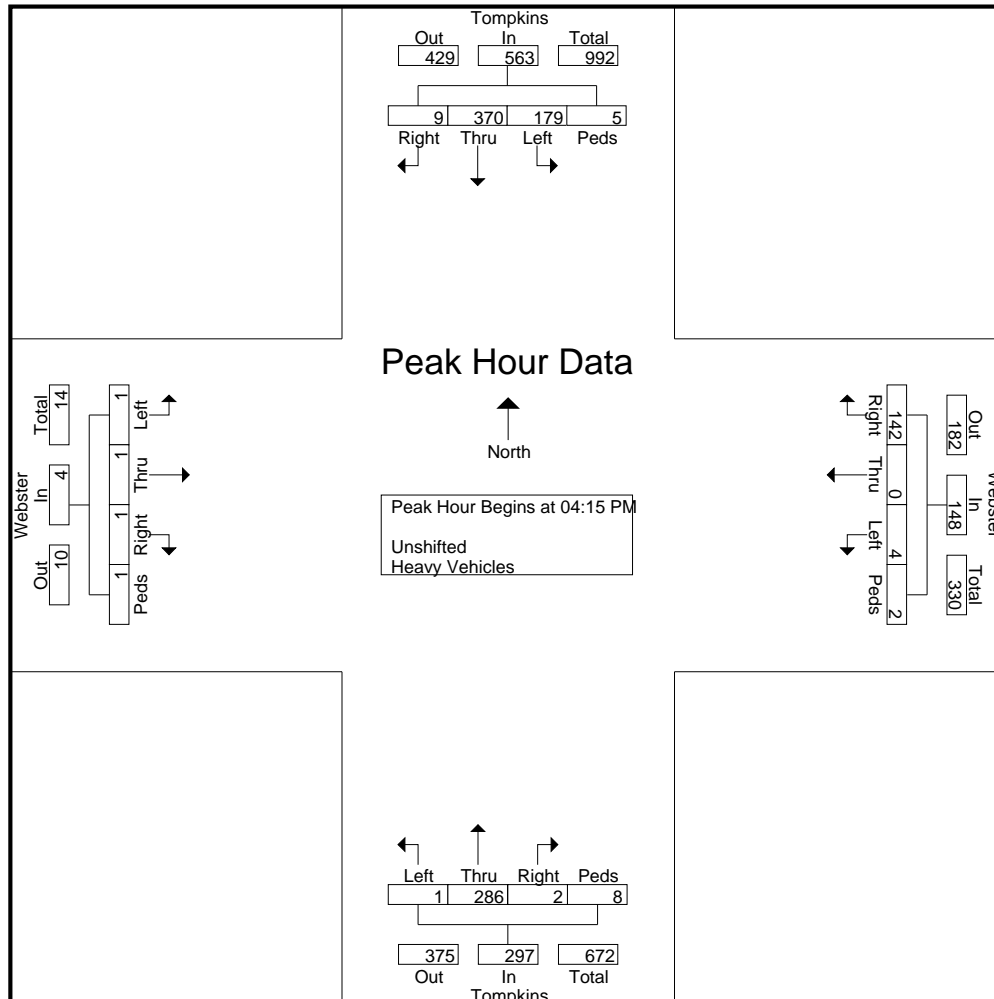 Tompkins
Out In Total
429 563 992
9 370 179 5
Right Thru Left Peds
Peak Hour Data
North
Peak Hour Begins at 04:15 PM
Unshifted
Heavy Vehicles
Webster
Total In Out
14 4 10
1 1 1 1
Left Thru Right Peds
Right Thru Left Peds
142 0 4 2
Out In Total
182 148 330
Webster
Left Thru Right Peds
1 286 2 8
375 297 672
Out In Total
Tompkins